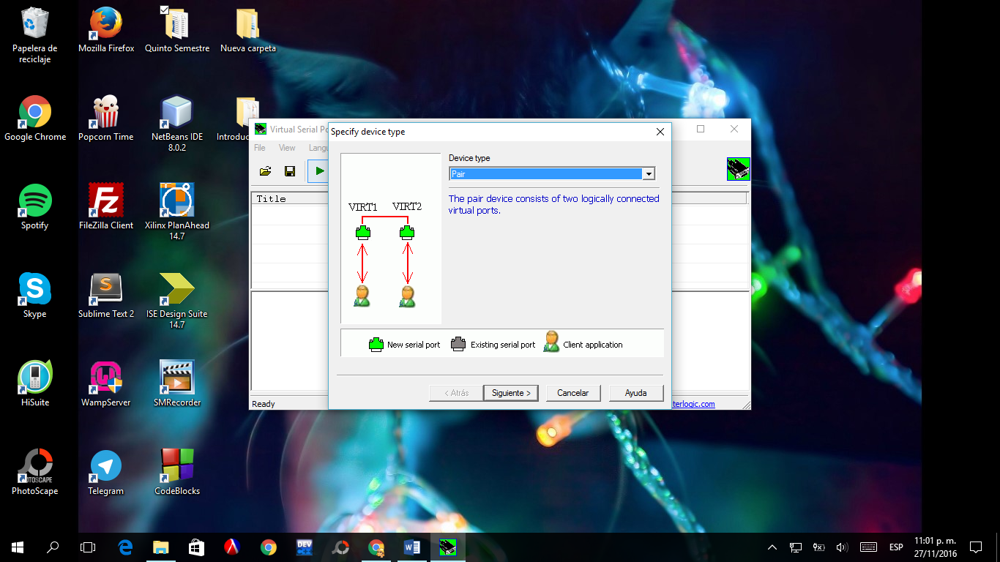 Papelera de
reciclaje
Mozilla Firefox
Quinto Semestre
Nueva carpeta
Google Chrome
Popcorn Time
NetBeans IDE
8.0.2
Introduc
Spotify
FileZilla Client
Xilinx PlanAhead
14.7
Skype
Sublime Text 2
ISE Design Suite
14.7
HiSuite
WampServer
SMRecorder
PhotoScape
Telegram
CodeBlocks
Virtual Serial Po
File View Langu
Title
Ready
terlogic.com
Specify device type
Device type
Pair
The pair device consists of two logically connected
virtual ports.
VIRT1 VIRT2
New serial port Existing serial port Client application
< Atrás Siguiente > Cancelar Ayuda
DEV
ESP
11:01 p. m.
27/11/2016